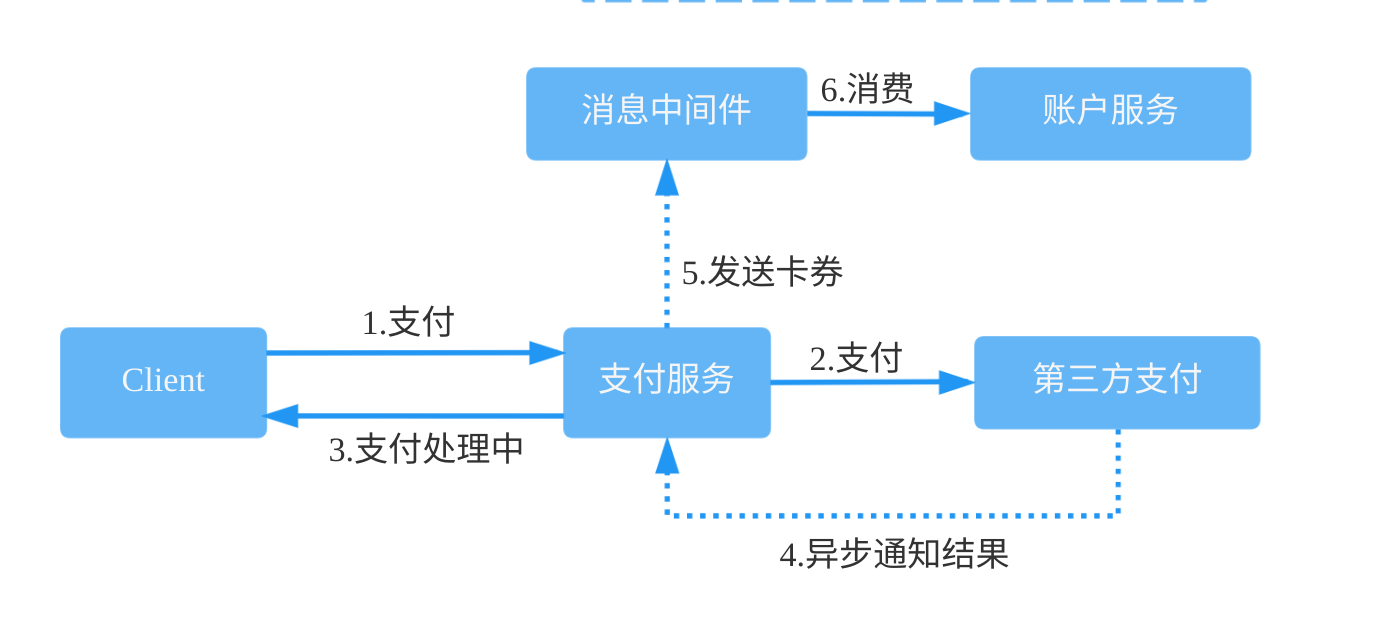 消息中间件
6.消费
账户服务
5.发送卡券
1.支付
Client
支付服务
2.支付
第三方支付
3.支付处理中
4.异步通知结果